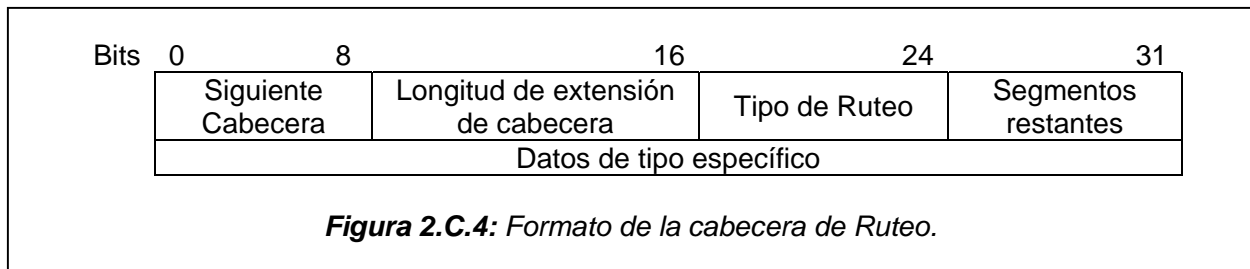 Bits 0 8 16 24 31
Siguiente Cabecera Longitud de extensión de cabecera Tipo de Ruteo Segmentos restantes
Datos de tipo específico
Figura 2.C.4: Formato de la cabecera de Ruteo.